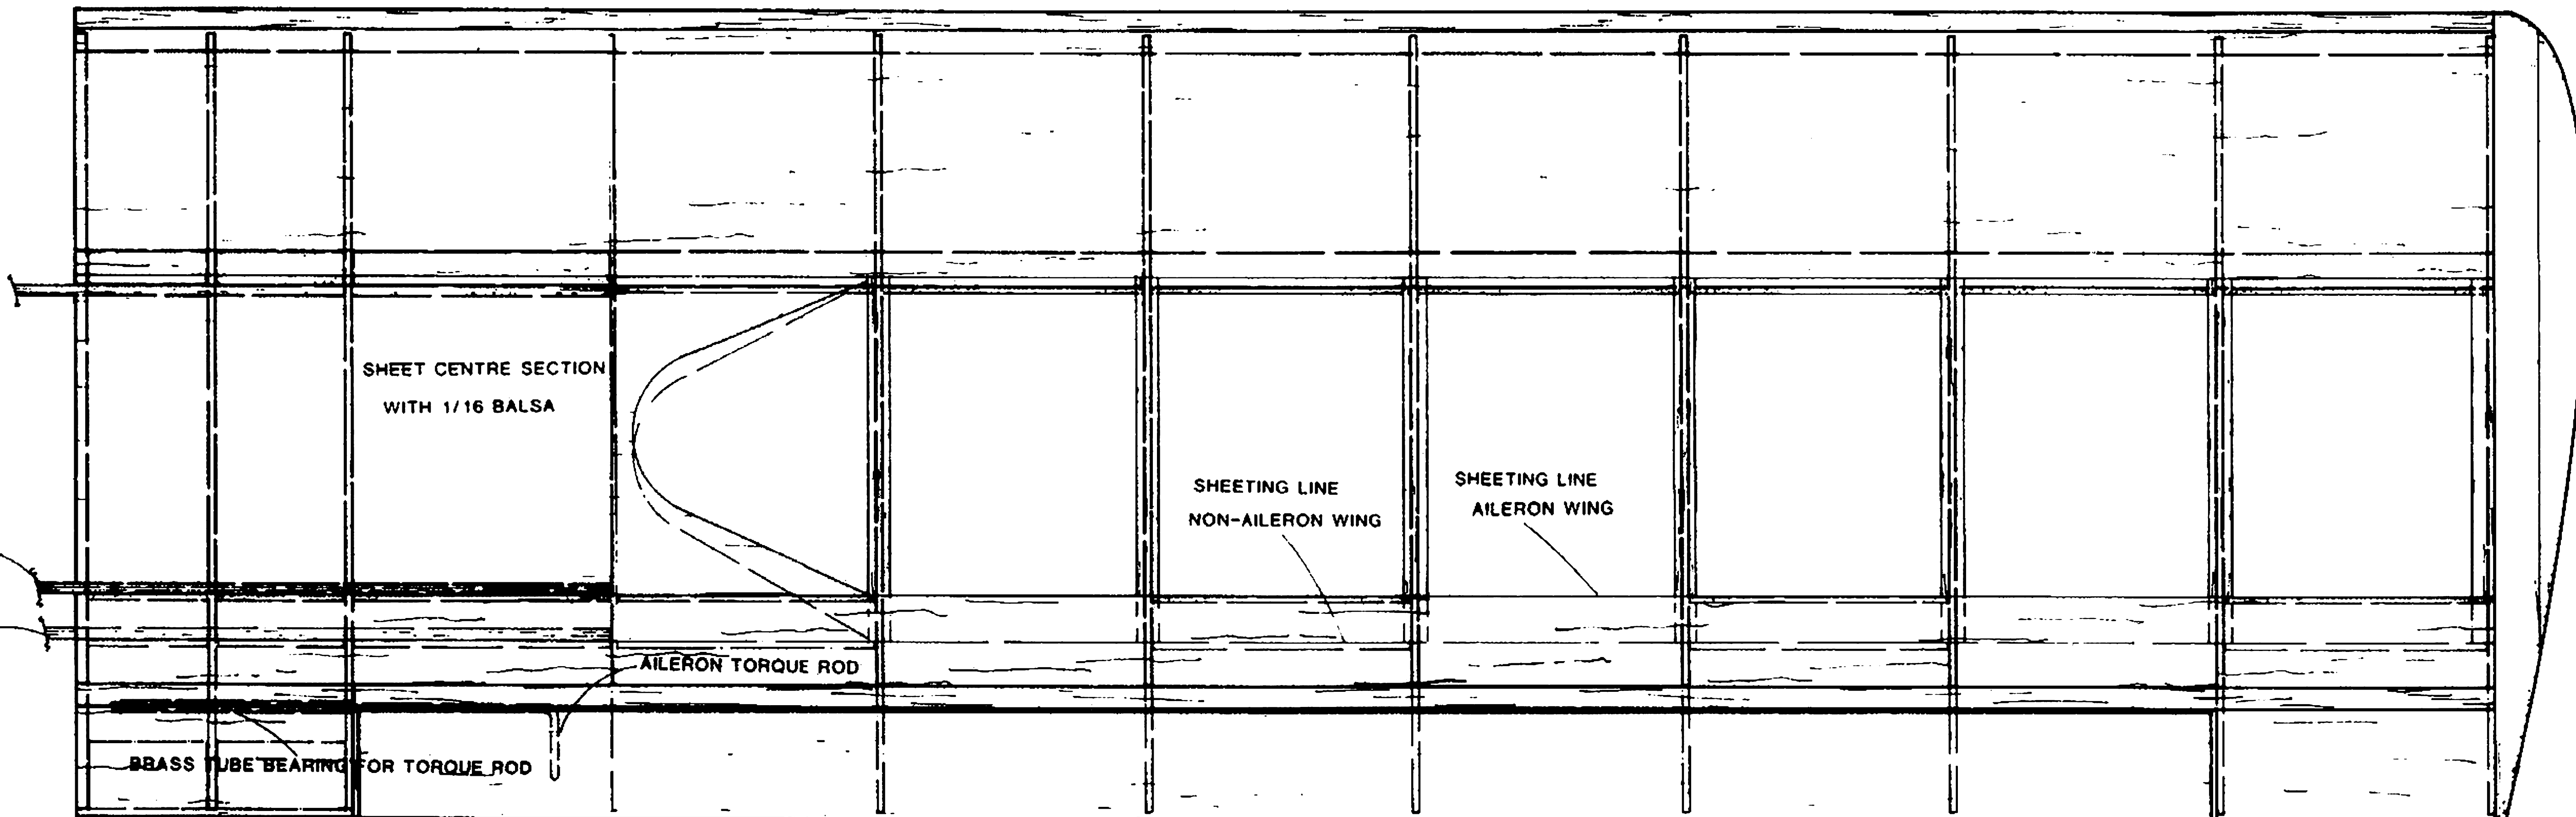 SHEET CENTRE SECTION
WITH 1/16 BALSA
SHEETING LINE
NON-AILERON WING
SHEETING LINE
AILERON WING
AILERON TORQUE ROD
BRASS TUBE BEARING FOR TORQUE ROD